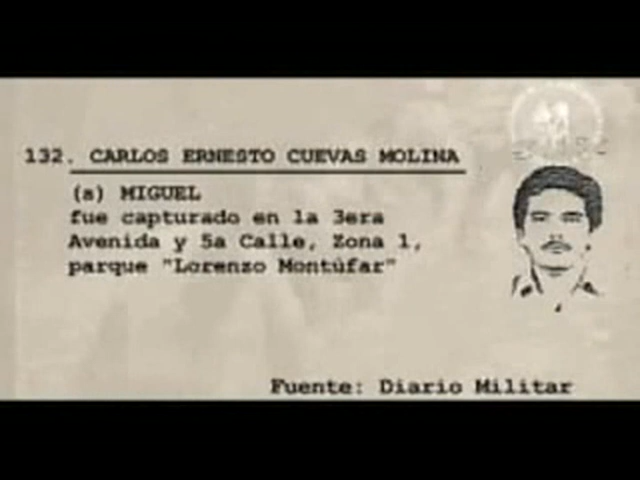 132. CARLOS ERNESTO CUEVAS MOLINA
(a) MIGUEL
fue capturado en la 3era
Avenida y 5a Calle, Zona 1,
parque "Lorenzo Montúfar"
Fuente: Diario Militar